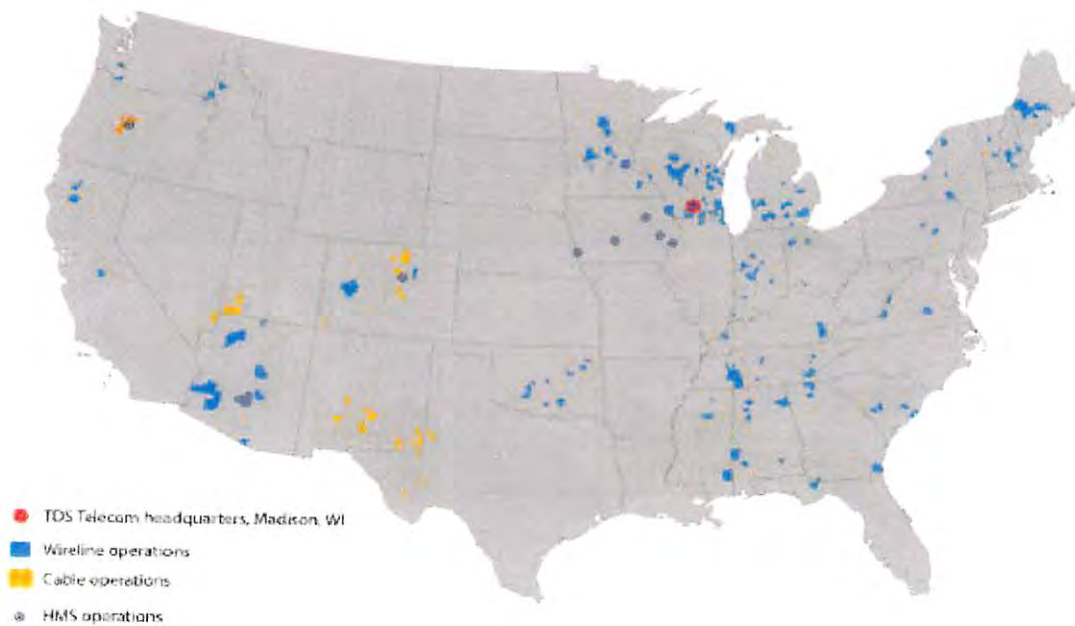 TDS Telecom headquarters, Madison, WI
Wireline operations
Cable operations
HMS operations